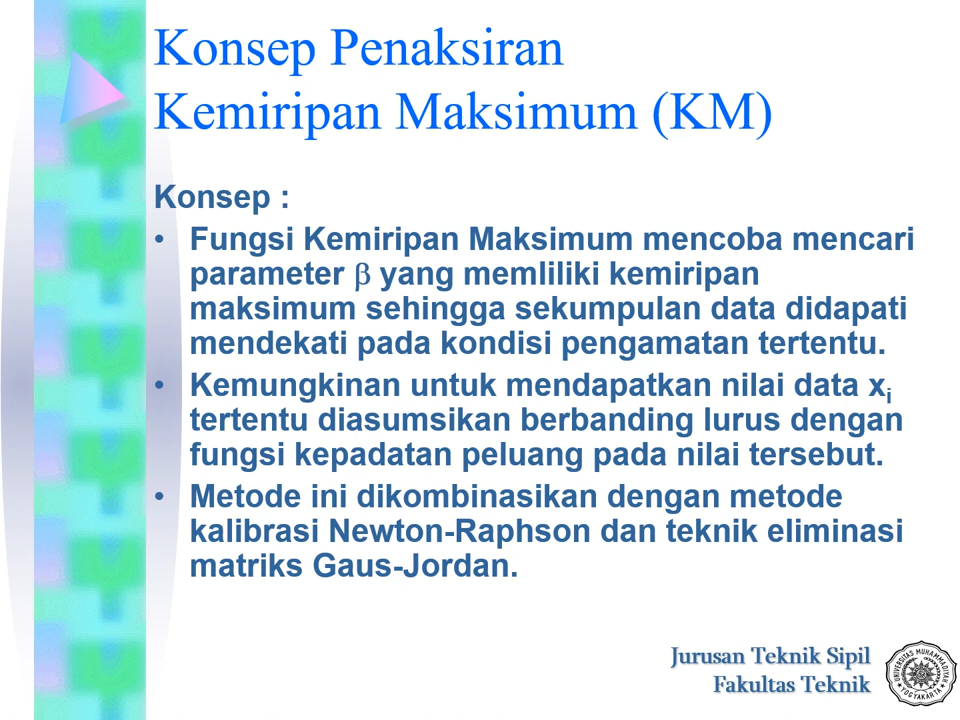 Konsep Penaksiran
Kemiripan Maksimum (KM)
Konsep :
• Fungsi Kemiripan Maksimum mencoba mencari
parameter β yang memliliki kemiripan
maksimum sehingga sekumpulan data didapati
mendekati pada kondisi pengamatan tertentu.
• Kemungkinan untuk mendapatkan nilai data xᵢ
tertentu diasumsikan berbanding lurus dengan
fungsi kepadatan peluang pada nilai tersebut.
• Metode ini dikombinasikan dengan metode
kalibrasi Newton-Raphson dan teknik eliminasi
matriks Gaus-Jordan.
Jurusan Teknik Sipil
Fakultas Teknik
UNIVERSITAS MUHAMMADIYAH
YOGYAKARTA